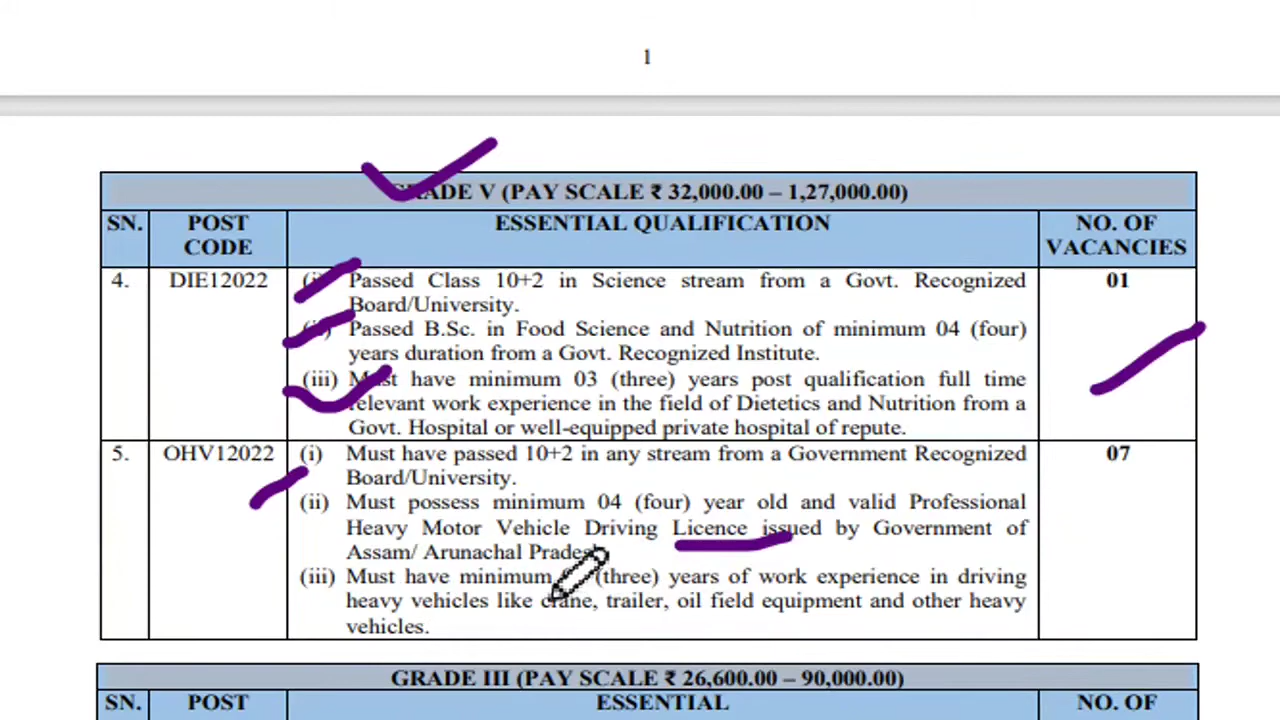 1
GRADE V (PAY SCALE ₹ 32,000.00 – 1,27,000.00)
SN. POST CODE ESSENTIAL QUALIFICATION NO. OF VACANCIES
4. DIE12022 (i) Passed Class 10+2 in Science stream from a Govt. Recognized 01
Board/University.
(ii) Passed B.Sc. in Food Science and Nutrition of minimum 04 (four)
years duration from a Govt. Recognized Institute.
(iii) Must have minimum 03 (three) years post qualification full time
relevant work experience in the field of Dietetics and Nutrition from a
Govt. Hospital or well-equipped private hospital of repute.
5. OHV12022 (i) Must have passed 10+2 in any stream from a Government Recognized 07
Board/University.
(ii) Must possess minimum 04 (four) year old and valid Professional
Heavy Motor Vehicle Driving Licence issued by Government of
Assam/ Arunachal Pradesh.
(iii) Must have minimum (three) years of work experience in driving
heavy vehicles like crane, trailer, oil field equipment and other heavy
vehicles.
GRADE III (PAY SCALE ₹ 26,600.00 – 90,000.00)
SN. POST ESSENTIAL NO. OF